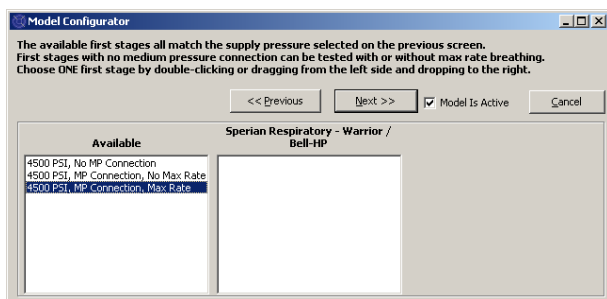 Model Configurator
The available first stages all match the supply pressure selected on the previous screen.
First stages with no medium pressure connection can be tested with or without max rate breathing.
Choose ONE first stage by double-clicking or dragging from the left side and dropping to the right.
<< Previous
Next >>
Model Is Active
Cancel
Available
Sperian Respiratory - Warrior /
Bell-HP
4500 PSI, No MP Connection
4500 PSI, MP Connection, No Max Rate
4500 PSI, MP Connection, Max Rate